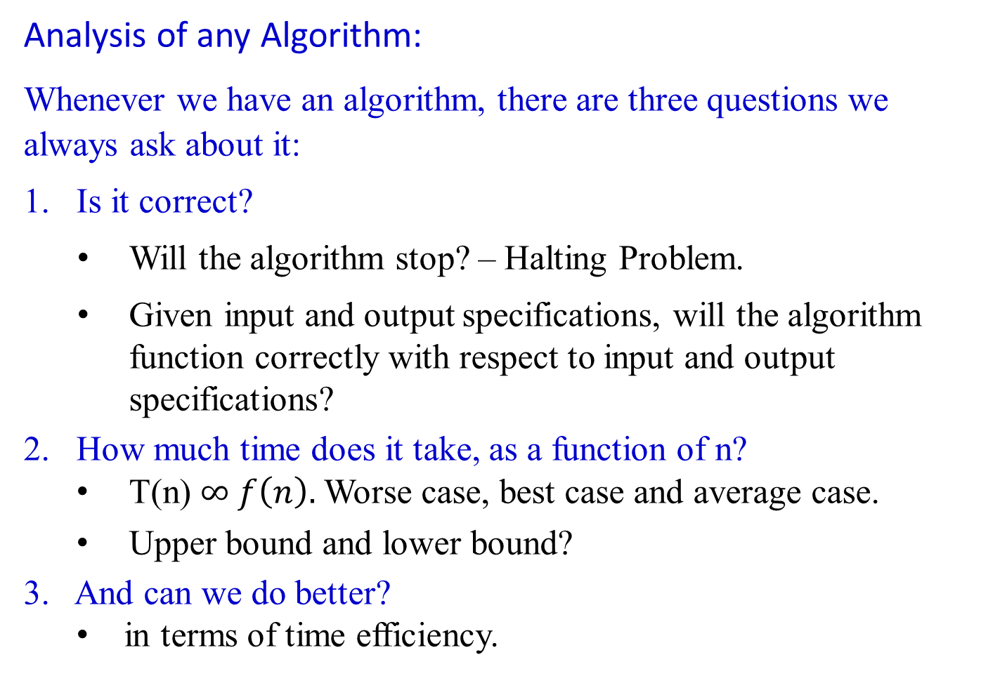 Analysis of any Algorithm:
Whenever we have an algorithm, there are three questions we
always ask about it:
1. Is it correct?
• Will the algorithm stop? – Halting Problem.
• Given input and output specifications, will the algorithm
function correctly with respect to input and output
specifications?
2. How much time does it take, as a function of n?
• T(n) ∞ 𝑓(𝑛). Worse case, best case and average case.
• Upper bound and lower bound?
3. And can we do better?
• in terms of time efficiency.